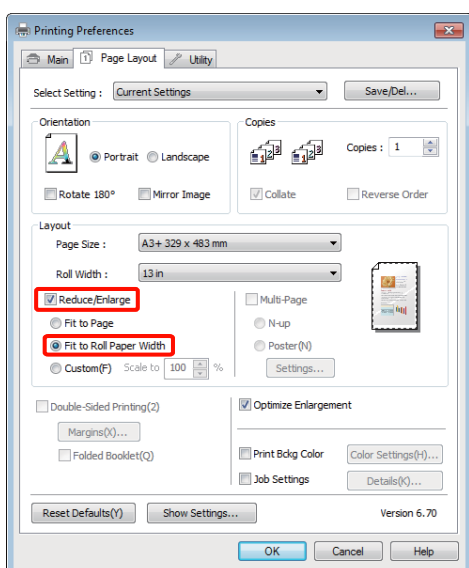 Printing Preferences
Main Page Layout Utility
Select Setting : Current Settings Save/Del...
Orientation
Portrait Landscape
Rotate 180° Mirror Image
Copies
Copies : 1
Collate Reverse Order
Layout
Page Size : A3+ 329 x 483 mm
Roll Width : 13 in
Reduce/Enlarge
Fit to Page
Fit to Roll Paper Width
Custom(F) Scale to 100 %
Multi-Page
N-up
Poster(N)
Settings...
Double-Sided Printing(2)
Margins(X)...
Folded Booklet(Q)
Optimize Enlargement
Print Bckg Color Color Settings(H)...
Job Settings Details(K)...
Reset Defaults(Y) Show Settings... Version 6.70
OK Cancel Help